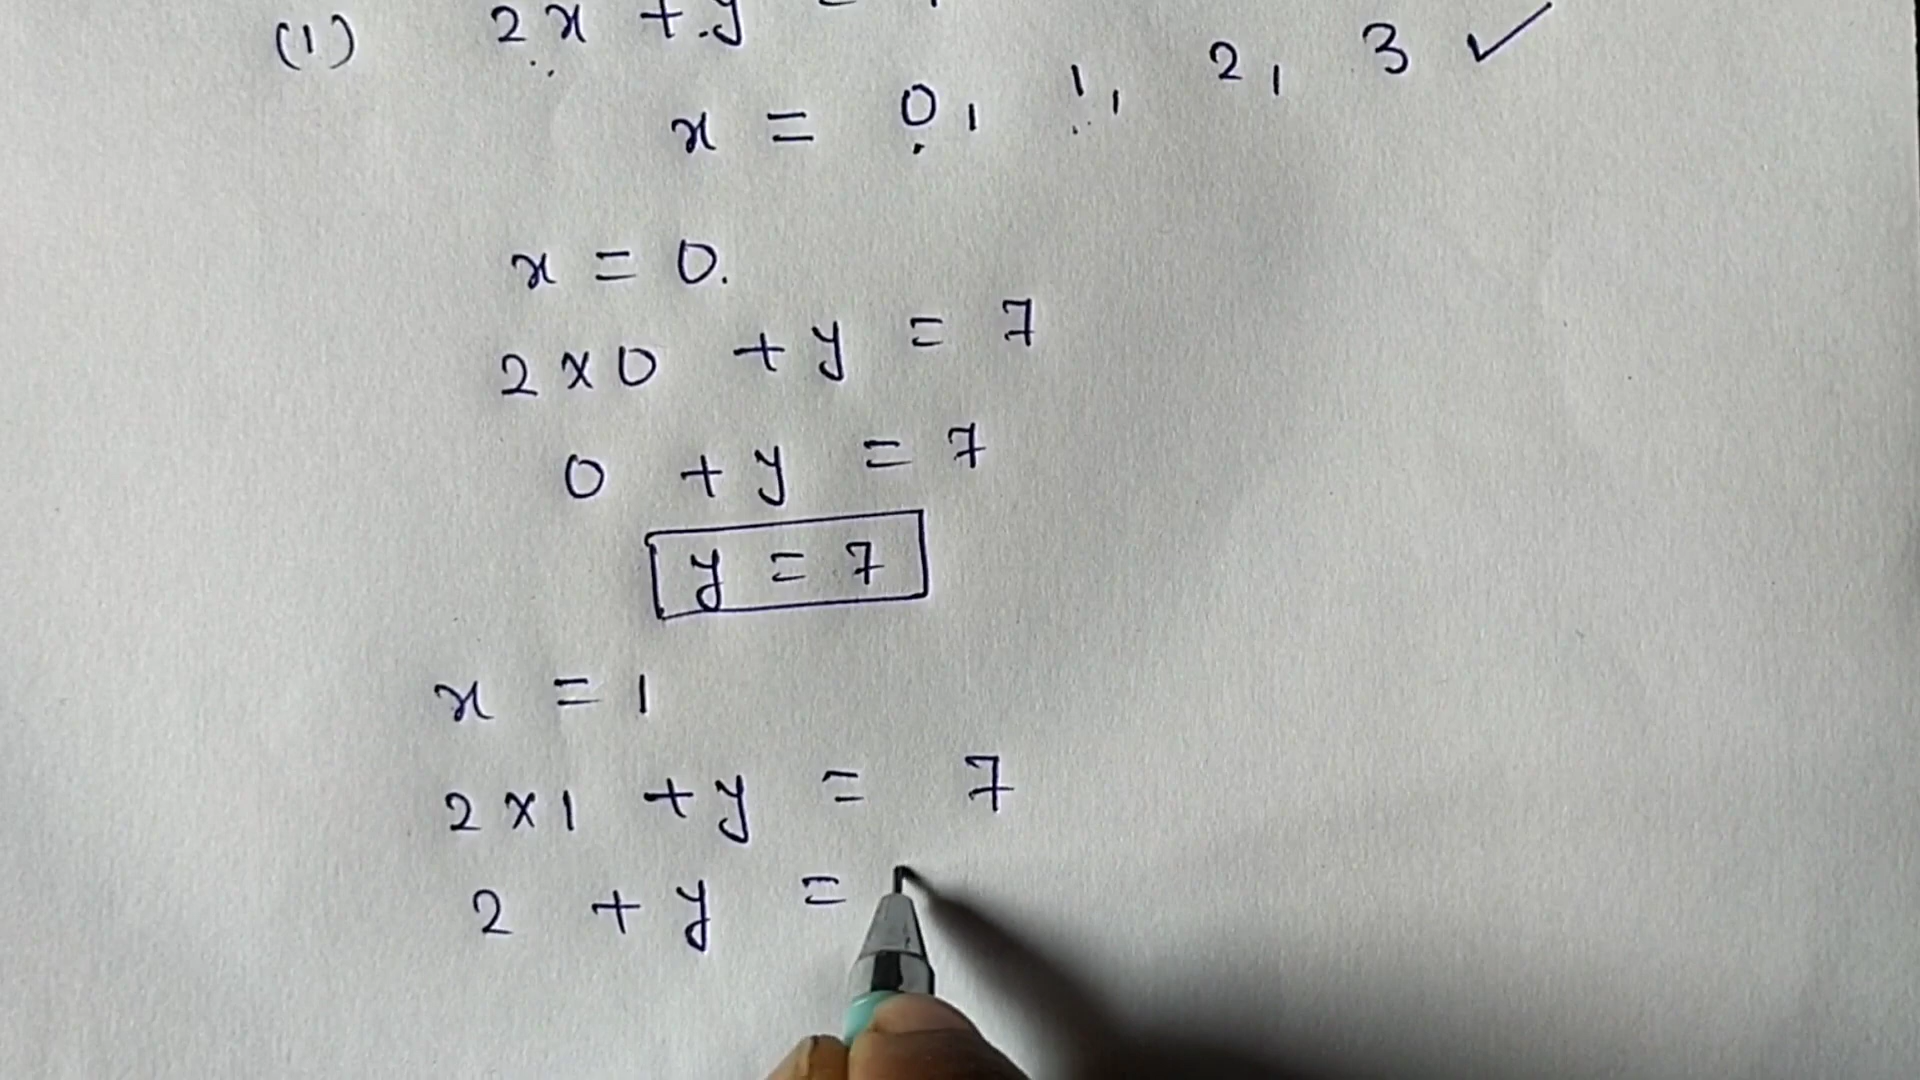 (1) 2x + y =
x = 0, 1, 2, 3 ✓
x = 0.
2 × 0 + y = 7
0 + y = 7
y = 7
x = 1
2 × 1 + y = 7
2 + y =